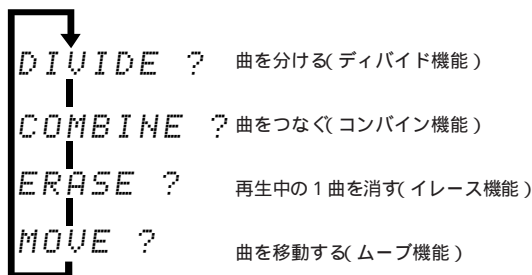 DIVIDE ? 曲を分ける(ディバイド機能)
COMBINE ? 曲をつなぐ(コンバイン機能)
ERASE ? 再生中の1曲を消す(イレース機能)
MOVE ? 曲を移動する(ムーブ機能)